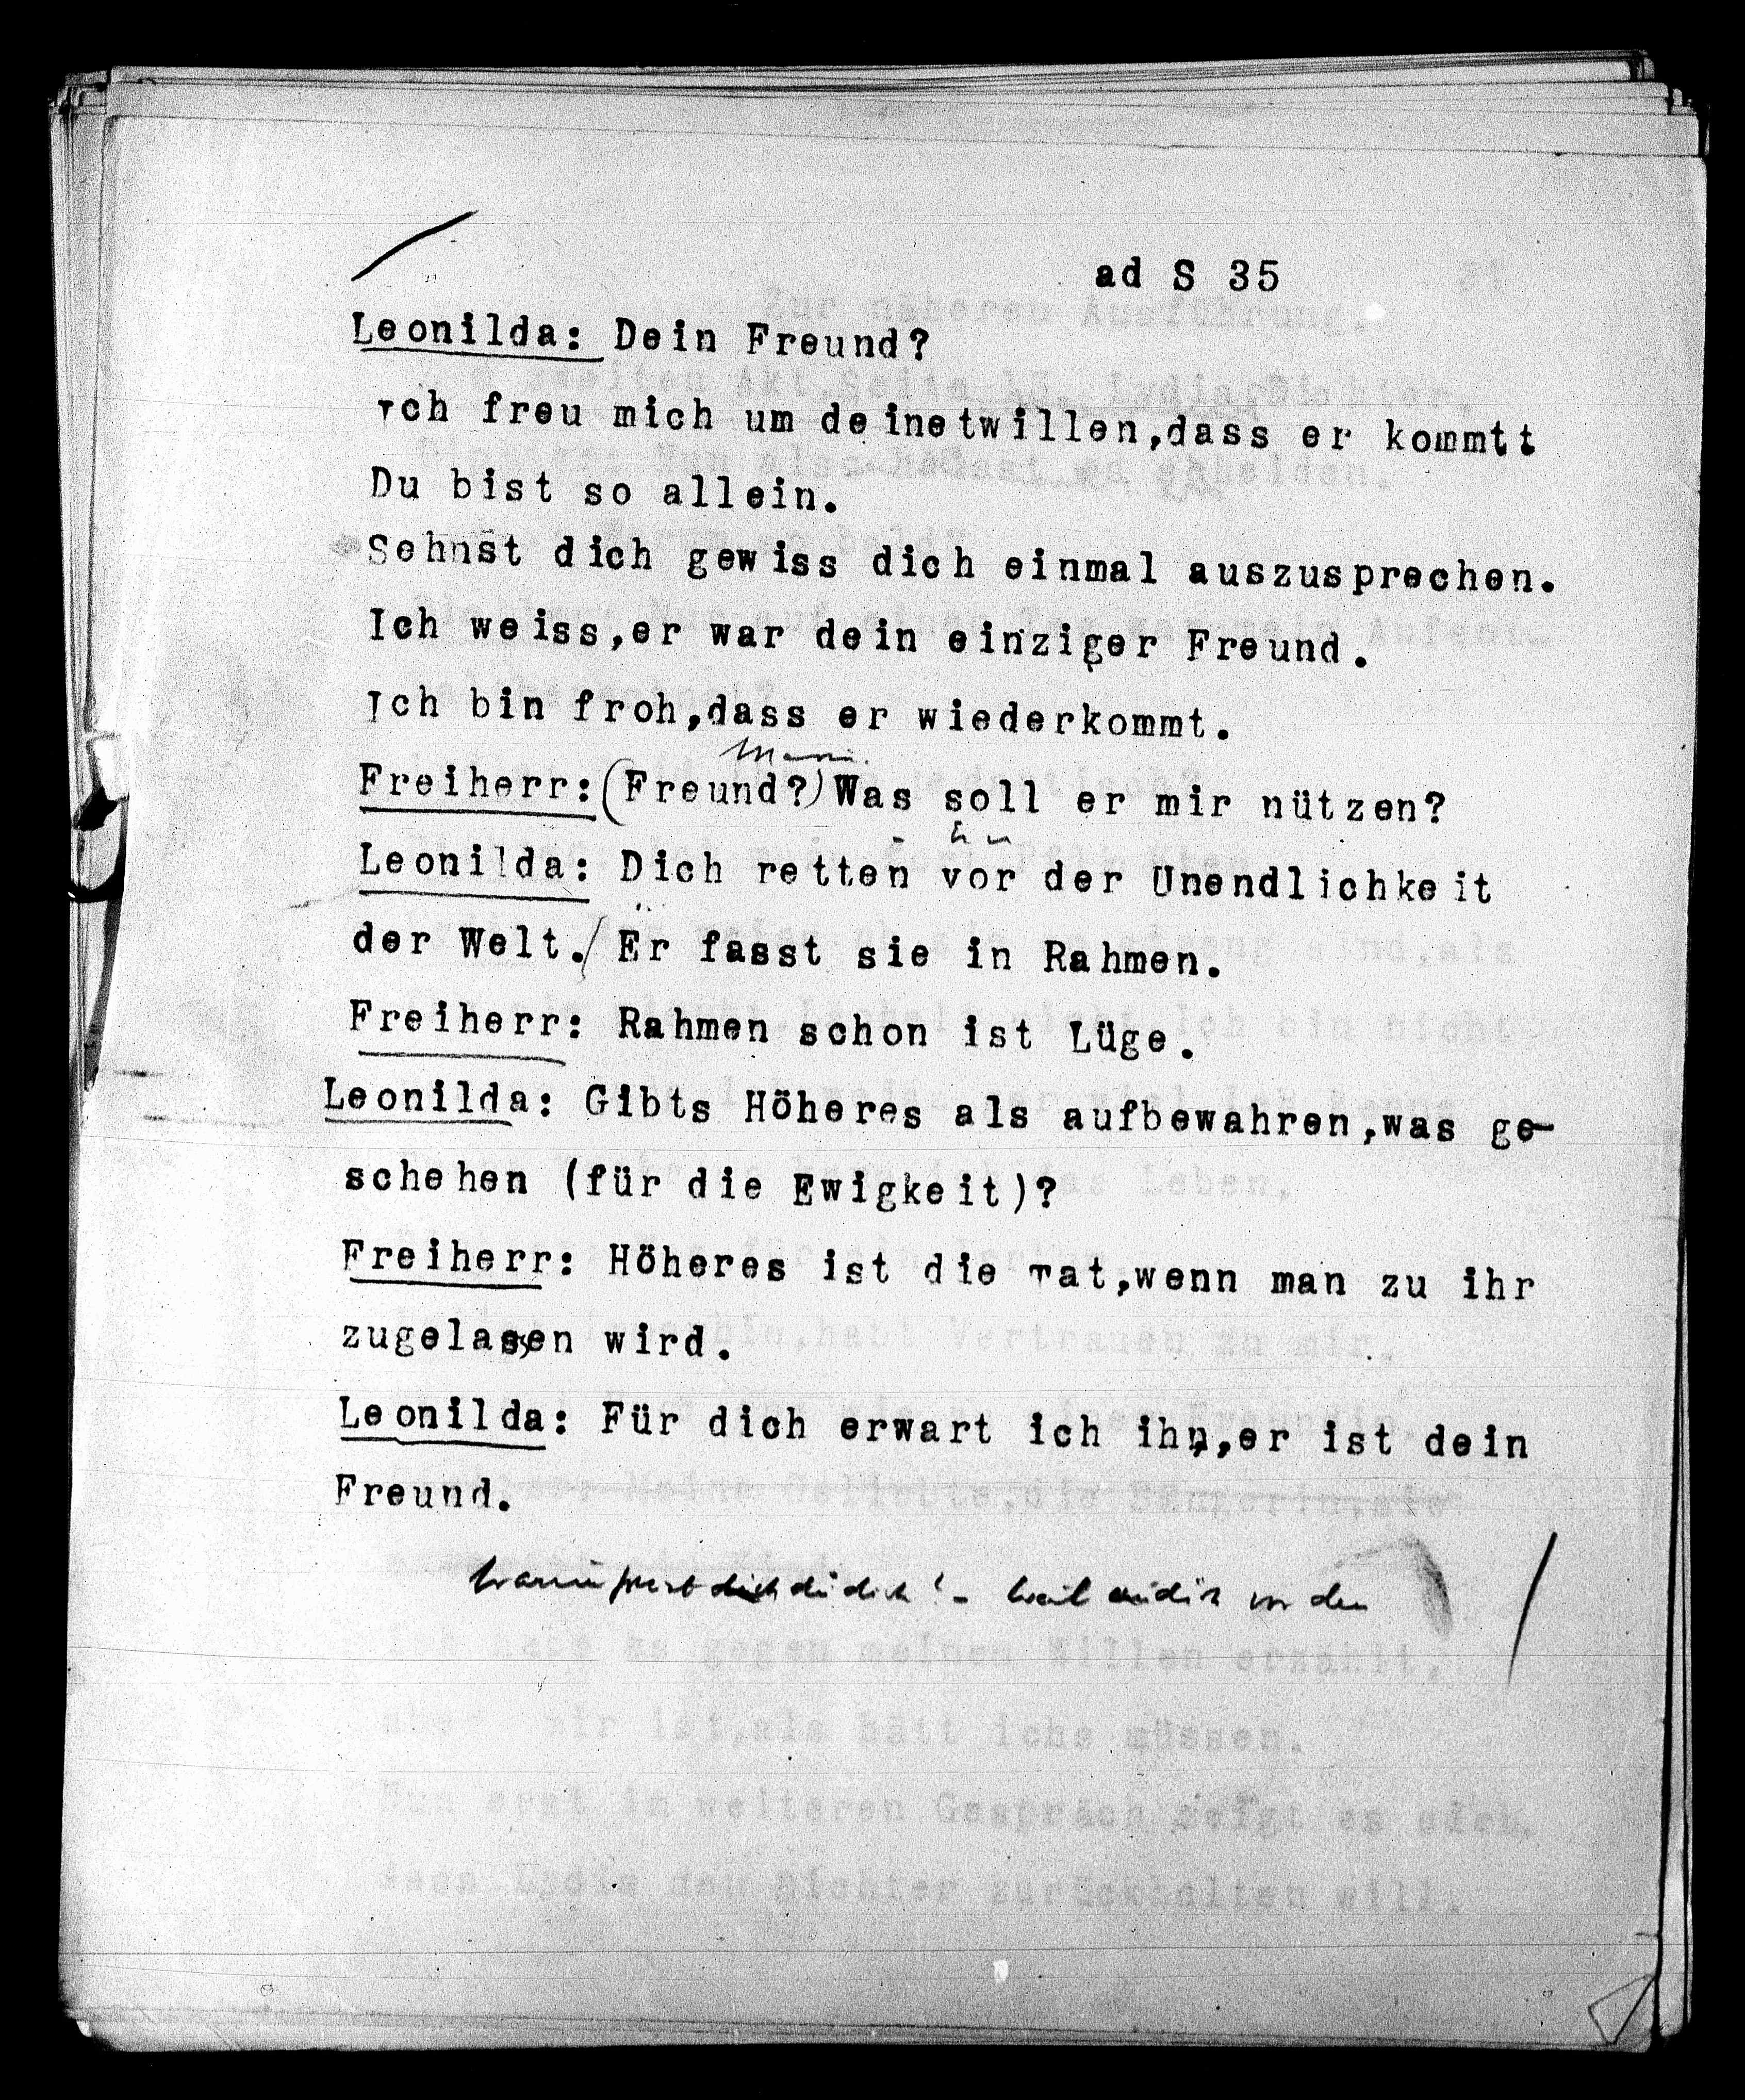 ad S 35
Leonilda: Dein Freund?
Ich freu mich um deinetwillen,dass er kommtt
Du bist so allein.
Sehnst dich gewiss dich einmal auszusprechen.
Ich weiss,er war dein einziger Freund.
Ich bin froh,dass er wiederkommt.
Freiherr:(Freund?) Was soll er mir nützen?
Leonilda: Dich retten vor der Unendlichkeit
der Welt./Er fasst sie in Rahmen.
Freiherr: Rahmen schon ist Lüge.
Leonilda: Gibts Höheres als aufbewahren,was ge-
schehen (für die Ewigkeit)?
Freiherr: Höheres ist die Tat,wenn man zu ihr
zugelassen wird.
Leonilda: Für dich erwart ich ihn,er ist dein
Freund.
du dich